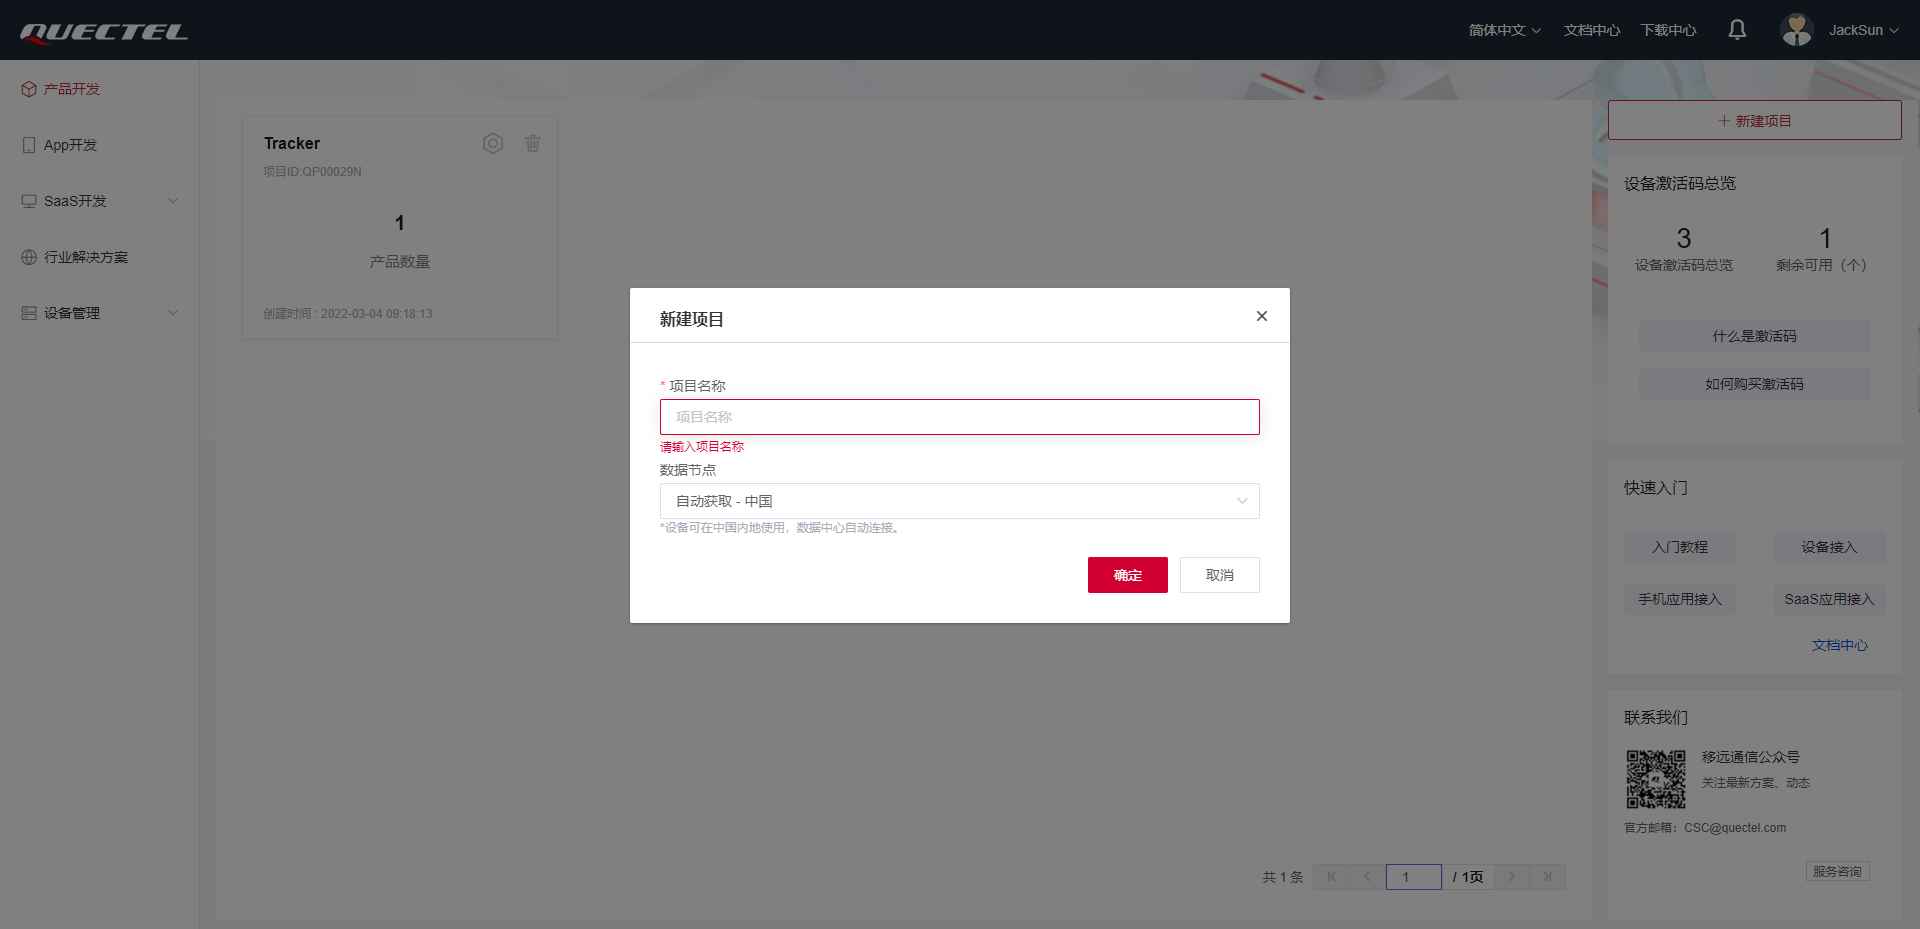 QUECTEL
简体中文
文档中心
下载中心
JackSun
产品开发
App开发
SaaS开发
行业解决方案
设备管理
Tracker
项目ID:QP00029N
1
产品数量
创建时间 : 2022-03-04 09:18:13
新建项目
* 项目名称
项目名称
请输入项目名称
数据节点
自动获取 - 中国
*设备可在中国内地使用，数据中心自动连接。
确定
取消
共 1 条
1
/ 1页
新建项目
设备激活码总览
3
设备激活码总览
1
剩余可用（个）
什么是激活码
如何购买激活码
快速入门
入门教程
设备接入
手机应用接入
SaaS应用接入
文档中心
联系我们
移远通信公众号
关注最新方案、动态
官方邮箱：CSC@quectel.com
服务咨询